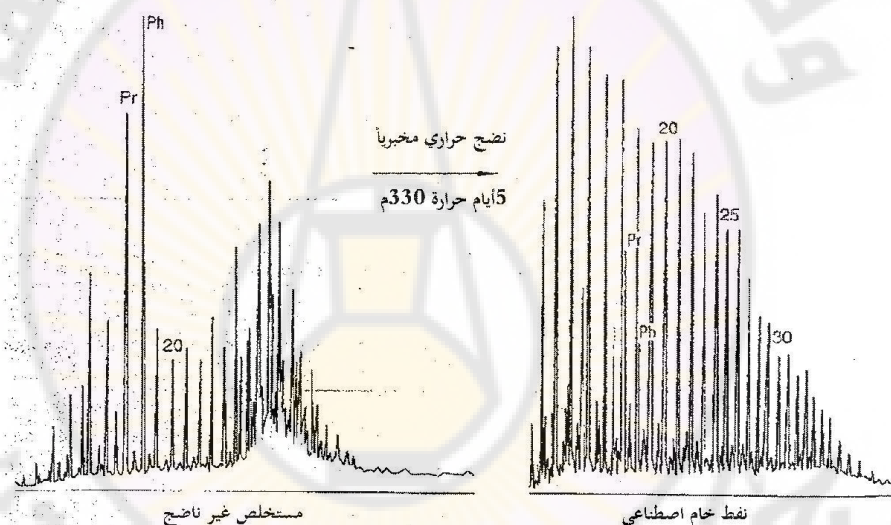 Ph
Pr
20
نضج حراري مخبرياً
5أيام حرارة 330م
20
25
Pr
Ph
30
مستخلص غير ناضج
نفط خام اصطناعي